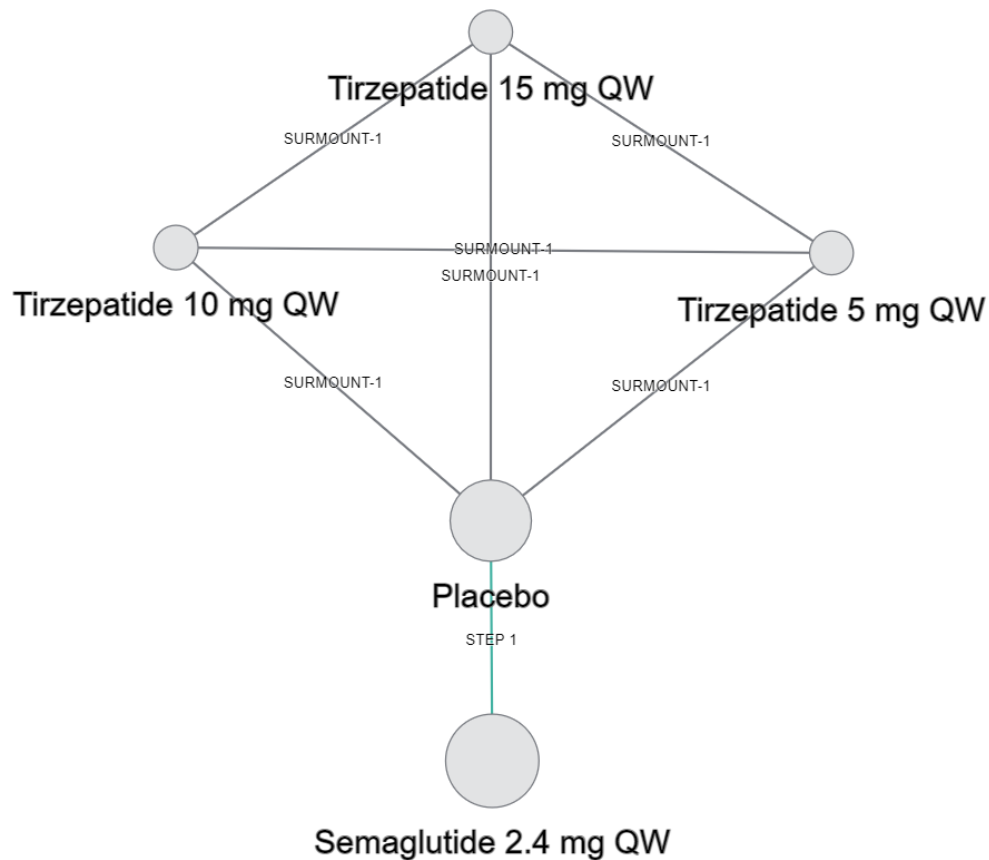 Tirzepatide 15 mg QW
SURMOUNT-1
SURMOUNT-1
SURMOUNT-1
SURMOUNT-1
Tirzepatide 10 mg QW
Tirzepatide 5 mg QW
SURMOUNT-1
SURMOUNT-1
Placebo
STEP 1
Semaglutide 2.4 mg QW